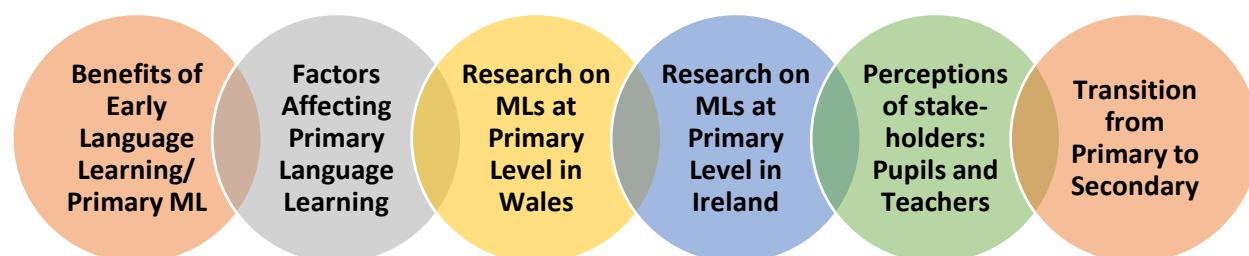 Benefits of
Early
Language
Learning/
Primary ML
Factors
Affecting
Primary
Language
Learning
Research on
MLs at
Primary
Level in
Wales
Research on
MLs at
Primary
Level in
Ireland
Perceptions
of stake-
holders:
Pupils and
Teachers
Transition
from
Primary to
Secondary